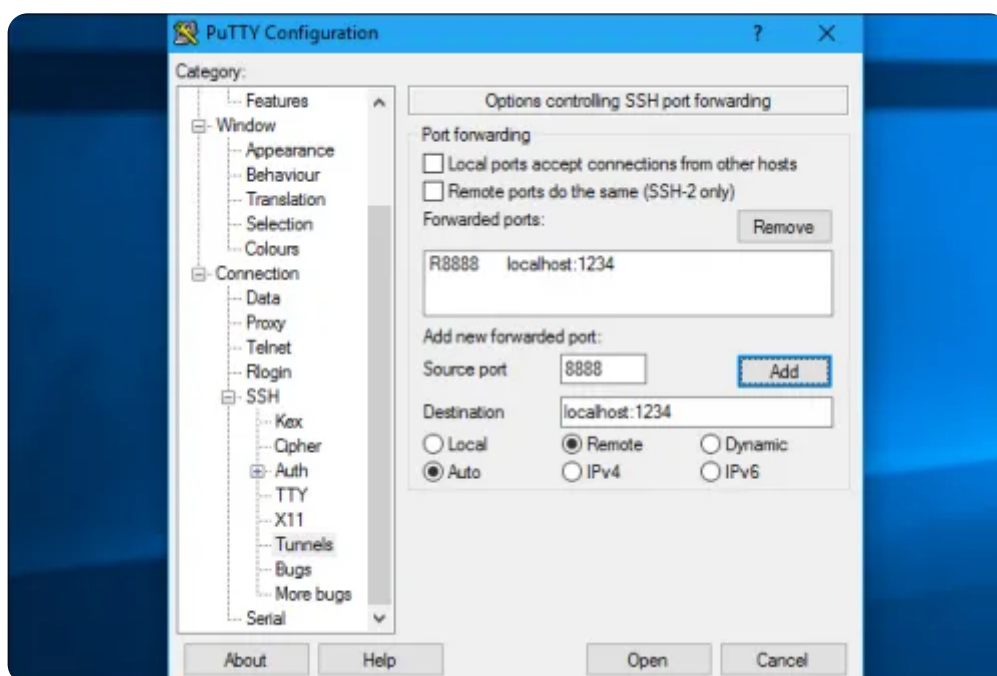 PuTTY Configuration
?
Category:
Features
Window
Appearance
Behaviour
Translation
Selection
Colours
Connection
Data
Proxy
Telnet
Rlogin
SSH
Kex
Cipher
Auth
TTY
X11
Tunnels
Bugs
More bugs
Serial
Options controlling SSH port forwarding
Port forwarding
Local ports accept connections from other hosts
Remote ports do the same (SSH-2 only)
Forwarded ports:
Remove
R8888 localhost:1234
Add new forwarded port:
Source port 8888 Add
Destination localhost:1234
Local Remote Dynamic
Auto IPv4 IPv6
About Help Open Cancel